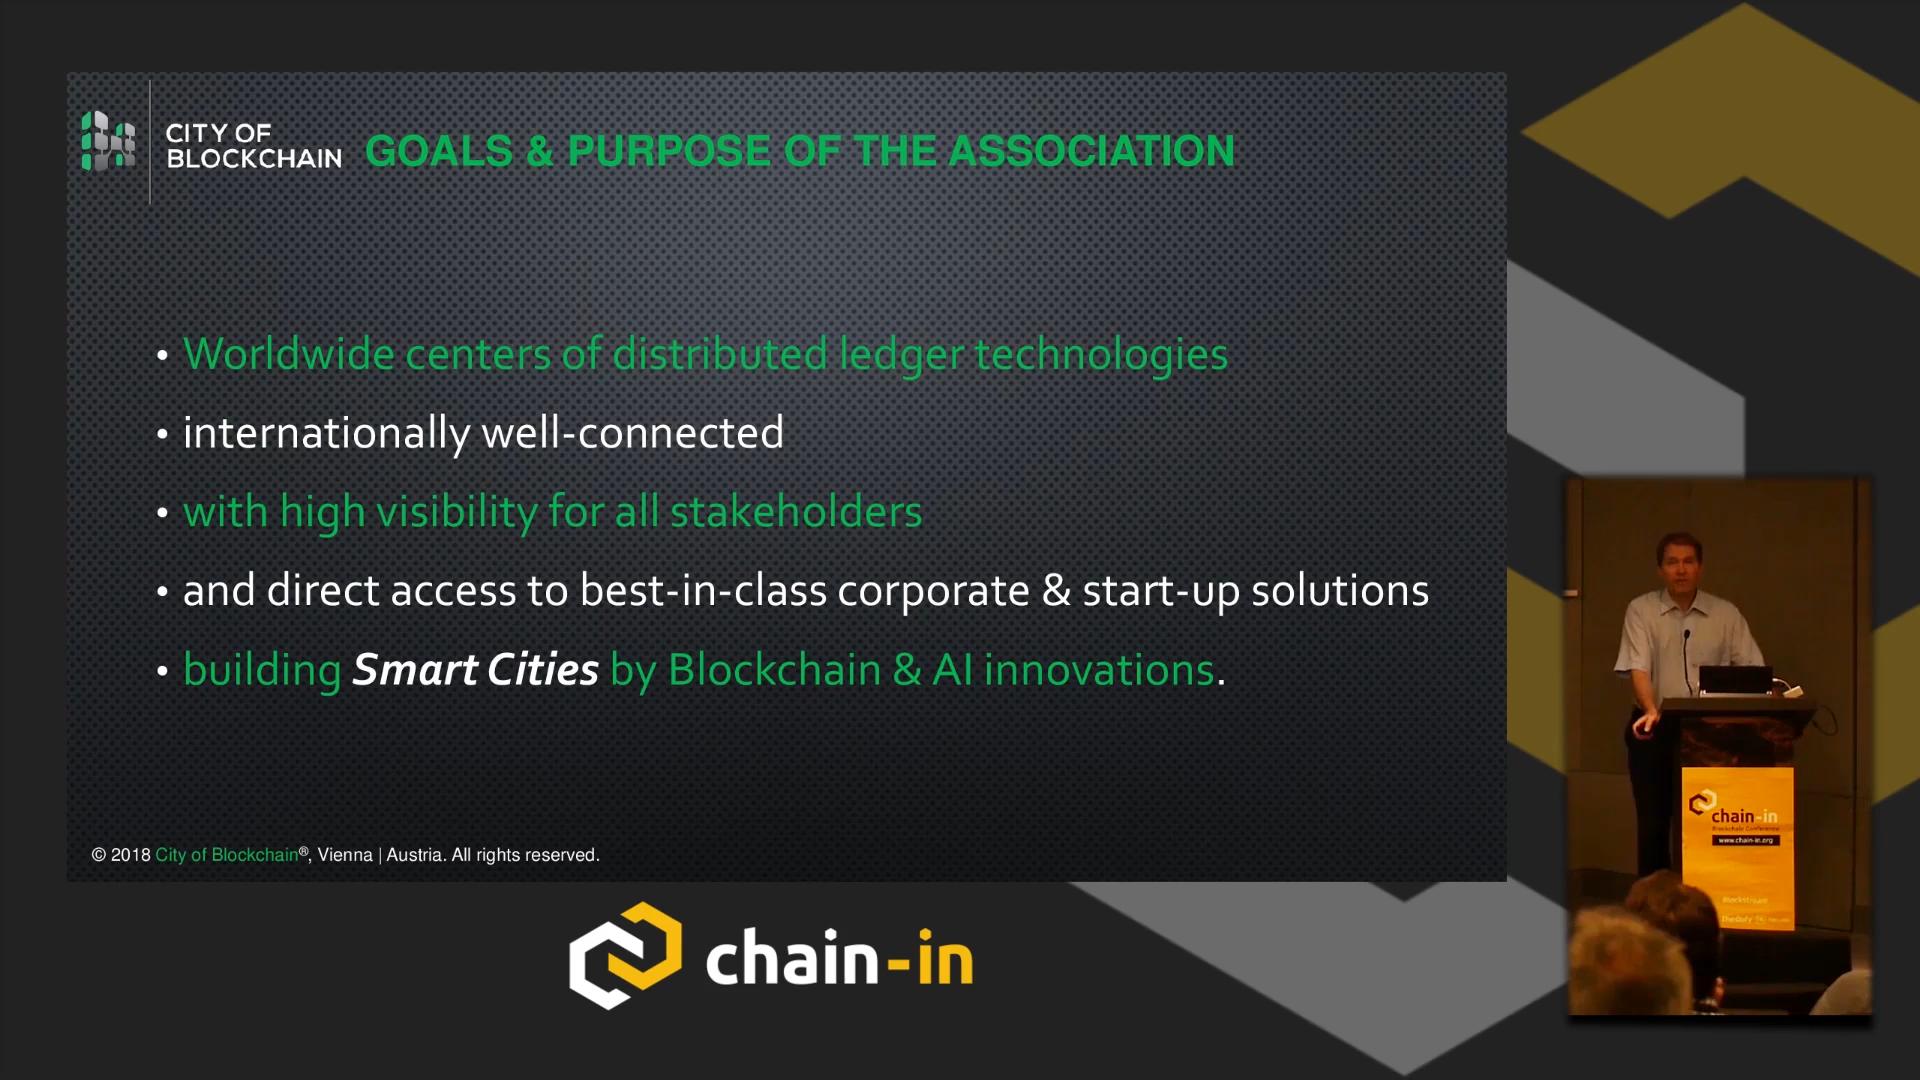 CITY OF
BLOCKCHAIN
GOALS & PURPOSE OF THE ASSOCIATION
• Worldwide centers of distributed ledger technologies
• internationally well-connected
• with high visibility for all stakeholders
• and direct access to best-in-class corporate & start-up solutions
• building Smart Cities by Blockchain & AI innovations.
© 2018 City of Blockchain®, Vienna | Austria. All rights reserved.
chain-in
chain-in
Blockchain Conference
www.chain-in.org
Blockstream